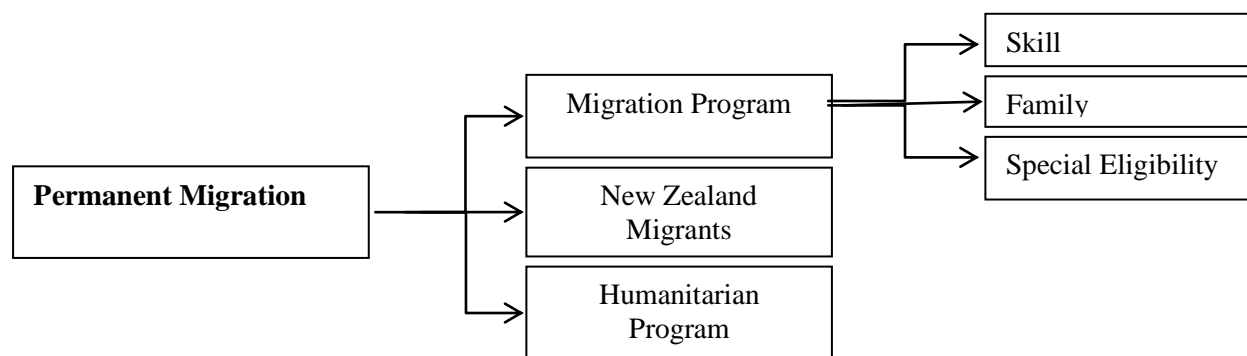 Permanent Migration
Migration Program
New Zealand
Migrants
Humanitarian
Program
Skill
Family
Special Eligibility